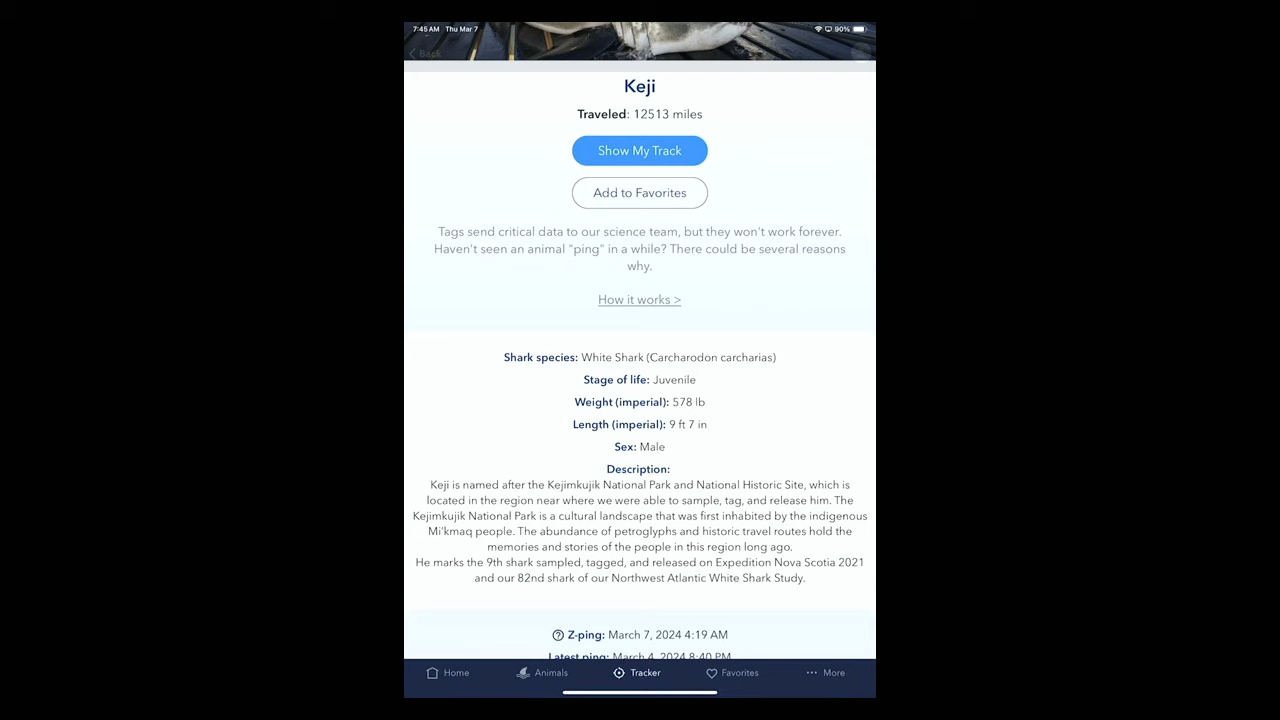 7:45 AM Thu Mar 7
90%
Back
Keji
Traveled: 12513 miles
Show My Track
Add to Favorites
Tags send critical data to our science team, but they won't work forever.
Haven't seen an animal "ping" in a while? There could be several reasons
why.
How it works >
Shark species: White Shark (Carcharodon carcharias)
Stage of life: Juvenile
Weight (imperial): 578 lb
Length (imperial): 9 ft 7 in
Sex: Male
Description:
Keji is named after the Kejimkujik National Park and National Historic Site, which is
located in the region near where we were able to sample, tag, and release him. The
Kejimkujik National Park is a cultural landscape that was first inhabited by the indigenous
Mi'kmaq people. The abundance of petroglyphs and historic travel routes hold the
memories and stories of the people in this region long ago.
He marks the 9th shark sampled, tagged, and released on Expedition Nova Scotia 2021
and our 82nd shark of our Northwest Atlantic White Shark Study.
Z-ping: March 7, 2024 4:19 AM
Latest ping: March 4, 2024 8:40 PM
Home Animals Tracker Favorites More